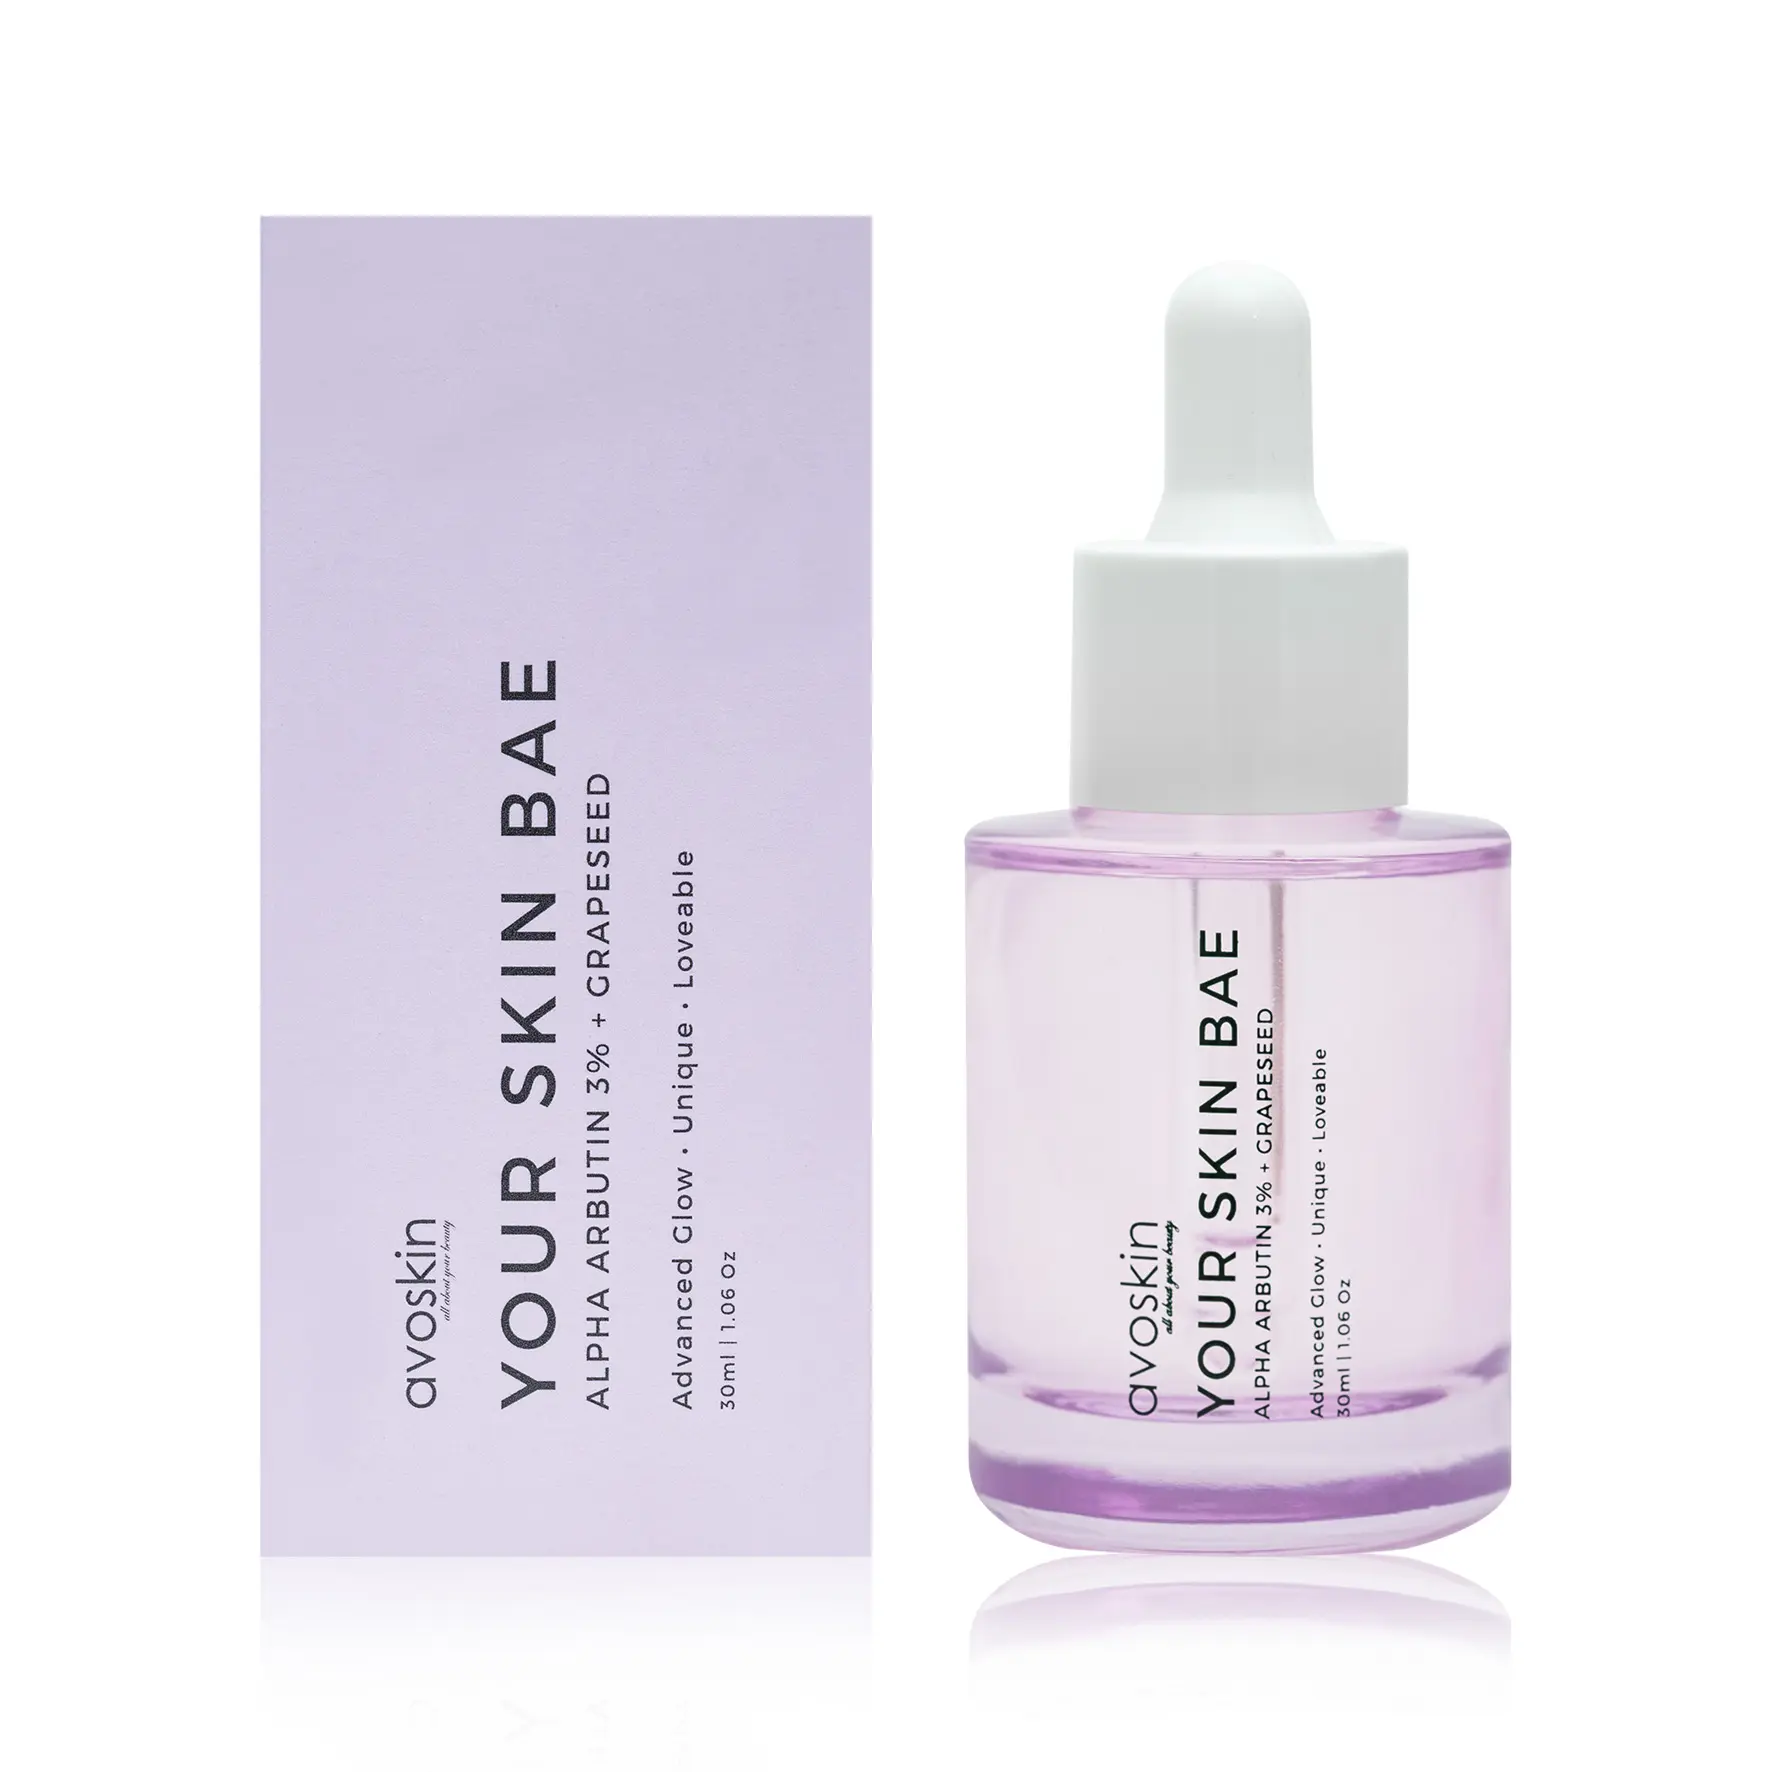 avoskin
all about your beauty
YOUR SKIN BAE
ALPHA ARBUTIN 3% + GRAPESEED
Advanced Glow • Unique • Loveable
30ml | 1.06 Oz
avoskin
all about your beauty
YOUR SKIN BAE
ALPHA ARBUTIN 3% + GRAPESEED
Advanced Glow • Unique • Loveable
30ml | 1.06 Oz